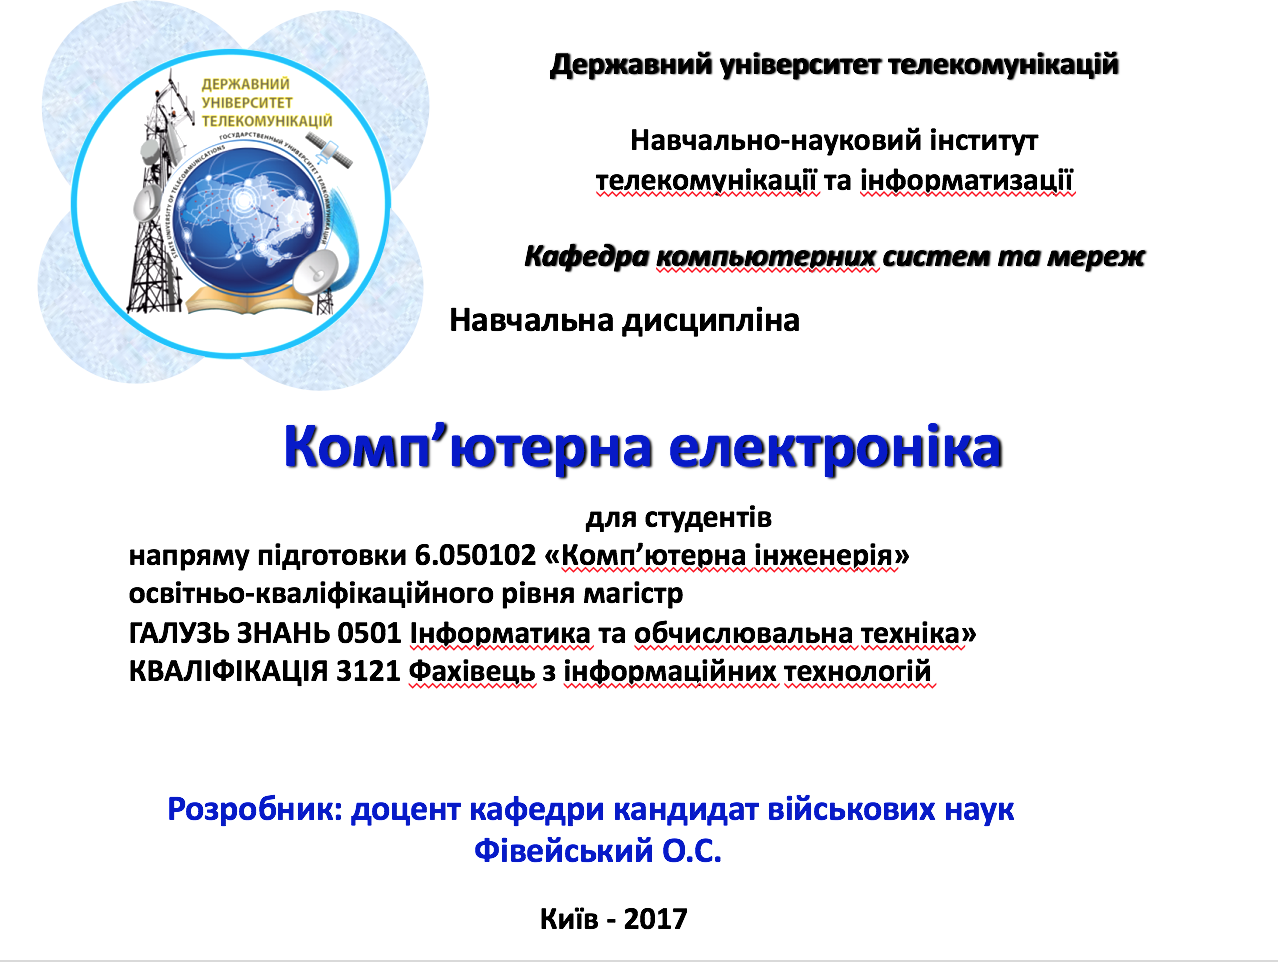 ДЕРЖАВНИЙ
УНІВЕРСИТЕТ
ТЕЛЕКОМУНІКАЦІЙ
ГОСУДАРСТВЕННЫЙ УНИВЕРСИТЕТ ТЕЛЕКОММУНИКАЦИЙ
STATE UNIVERSITY OF TELECOMMUNICATIONS
Державний університет телекомунікацій
Навчально-науковий інститут
телекомунікації та інформатизації
Кафедра компьютерних систем та мереж
Навчальна дисципліна
Комп’ютерна електроніка
для студентів
напряму підготовки 6.050102 «Комп’ютерна інженерія»
освітньо-кваліфікаційного рівня магістр
ГАЛУЗЬ ЗНАНЬ 0501 Інформатика та обчислювальна техніка»
КВАЛІФІКАЦІЯ 3121 Фахівець з інформаційних технологій
Розробник: доцент кафедри кандидат військових наук
Фівейський О.С.
Київ - 2017